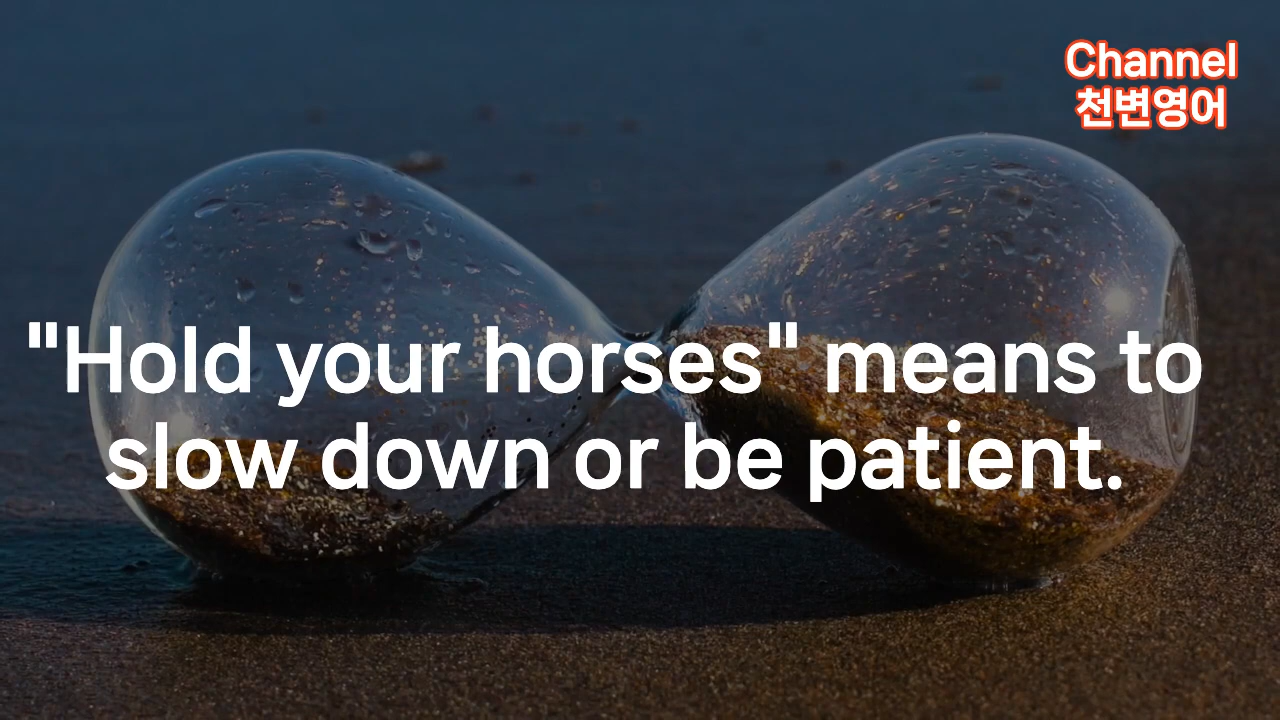 Channel
천변영어
"Hold your horses" means to
slow down or be patient.